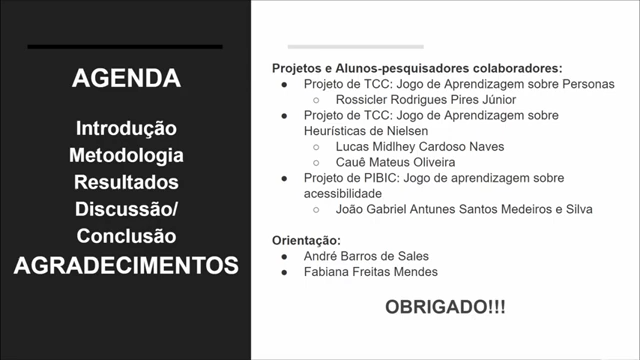 AGENDA
Introdução
Metodologia
Resultados
Discussão/
Conclusão
AGRADECIMENTOS
Projetos e Alunos-pesquisadores colaboradores:
● Projeto de TCC: Jogo de Aprendizagem sobre Personas
○ Rossicler Rodrigues Pires Júnior
● Projeto de TCC: Jogo de Aprendizagem sobre
Heurísticas de Nielsen
○ Lucas Midlhey Cardoso Naves
○ Cauê Mateus Oliveira
● Projeto de PIBIC: Jogo de aprendizagem sobre
acessibilidade
○ João Gabriel Antunes Santos Medeiros e Silva
Orientação:
● André Barros de Sales
● Fabiana Freitas Mendes
OBRIGADO!!!